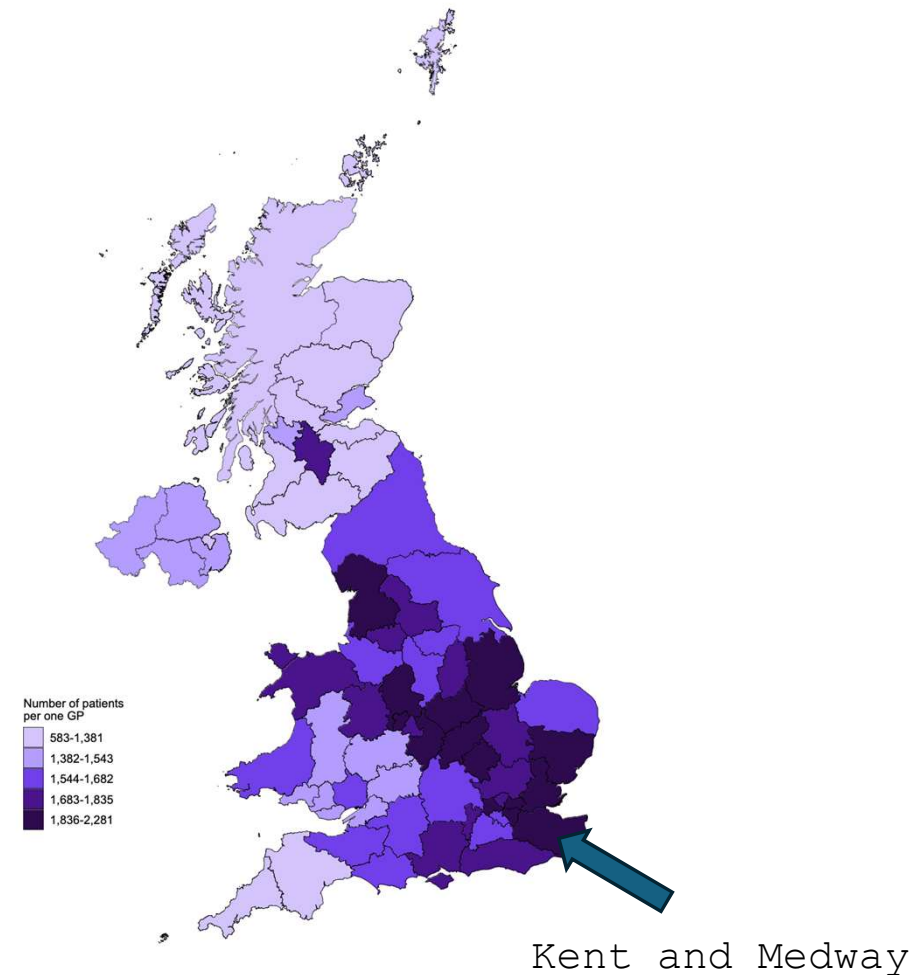 Number of patients
per one GP
583-1,381
1,382-1,543
1,544-1,682
1,683-1,835
1,836-2,281
Kent and Medway